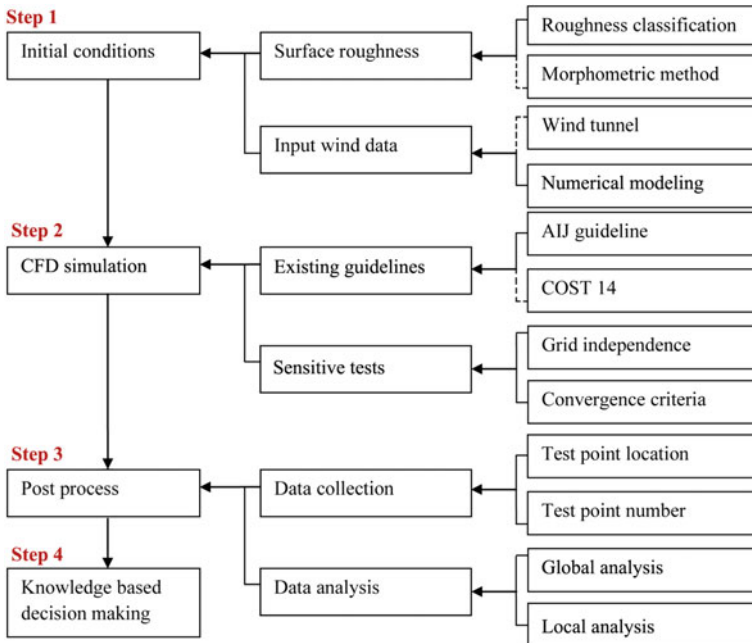 Step 1
Initial conditions
Surface roughness
Roughness classification
Morphometric method
Input wind data
Wind tunnel
Numerical modeling
Step 2
CFD simulation
Existing guidelines
AIJ guideline
COST 14
Sensitive tests
Grid independence
Convergence criteria
Step 3
Post process
Data collection
Test point location
Test point number
Step 4
Knowledge based
decision making
Data analysis
Global analysis
Local analysis